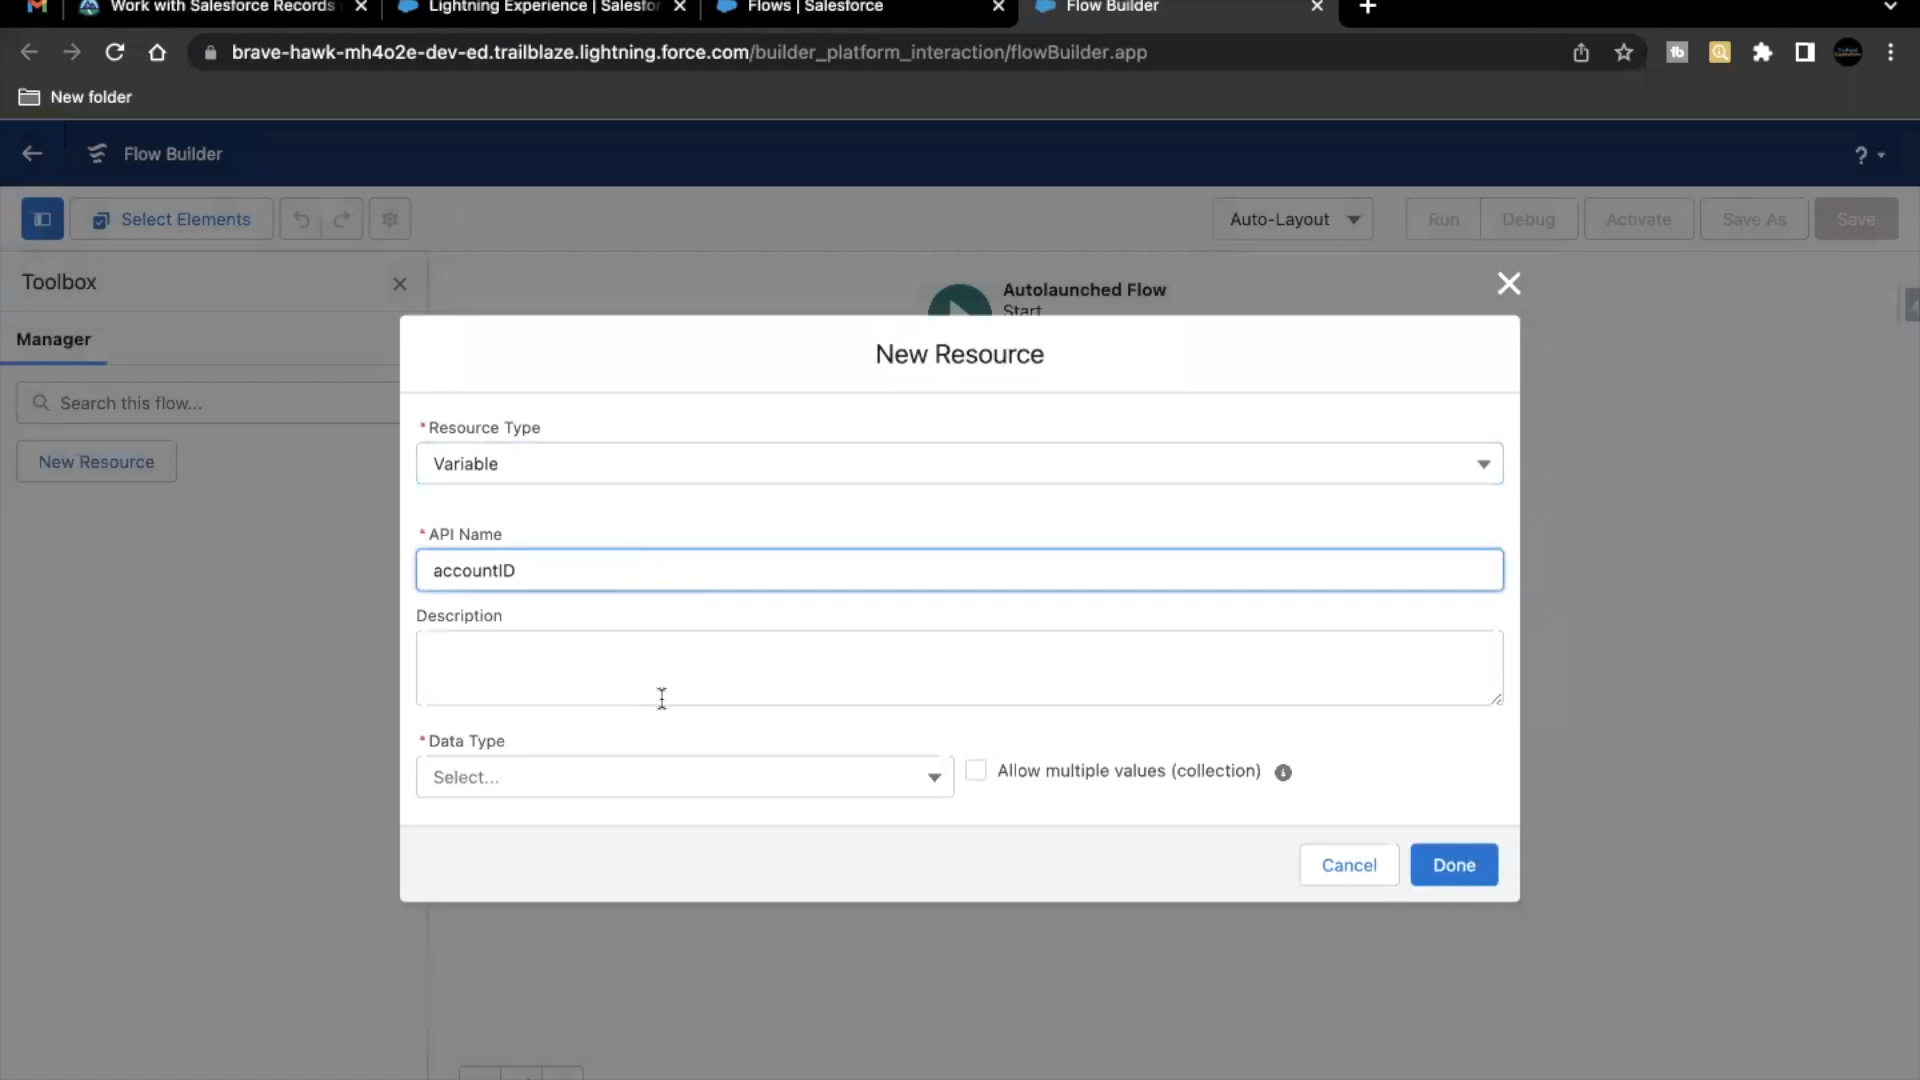 Work with Salesforce Records
Lightning Experience | Salesfor
Flows | Salesforce
Flow Builder
brave-hawk-mh4o2e-dev-ed.trailblaze.lightning.force.com/builder_platform_interaction/flowBuilder.app
New folder
Flow Builder
?
Select Elements
Auto-Layout
Run
Debug
Activate
Save As
Save
Toolbox
Autolaunched Flow
Start
Manager
Search this flow...
New Resource
New Resource
*Resource Type
Variable
*API Name
accountID
Description
*Data Type
Select...
Allow multiple values (collection)
Cancel
Done